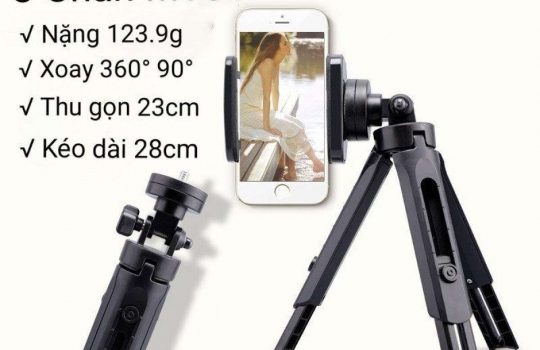 √ Nặng 123.9g
√ Xoay 360° 90°
√ Thu gọn 23cm
√ Kéo dài 28cm